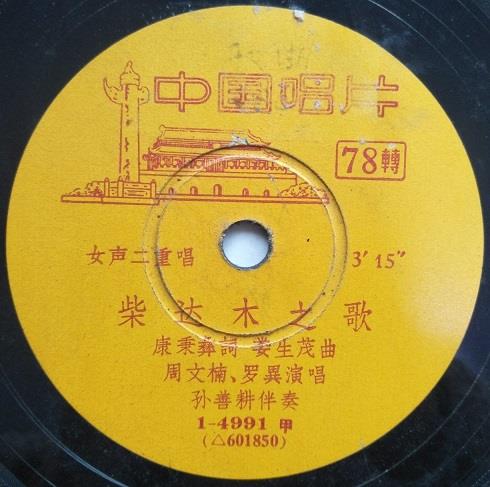 中国唱片
78轉
女声二重唱 3′15″
柴达木之歌
康秉彝詞 姜生茂曲
周文楠、罗異演唱
孙善耕伴奏
1-4991 甲
(△601850)